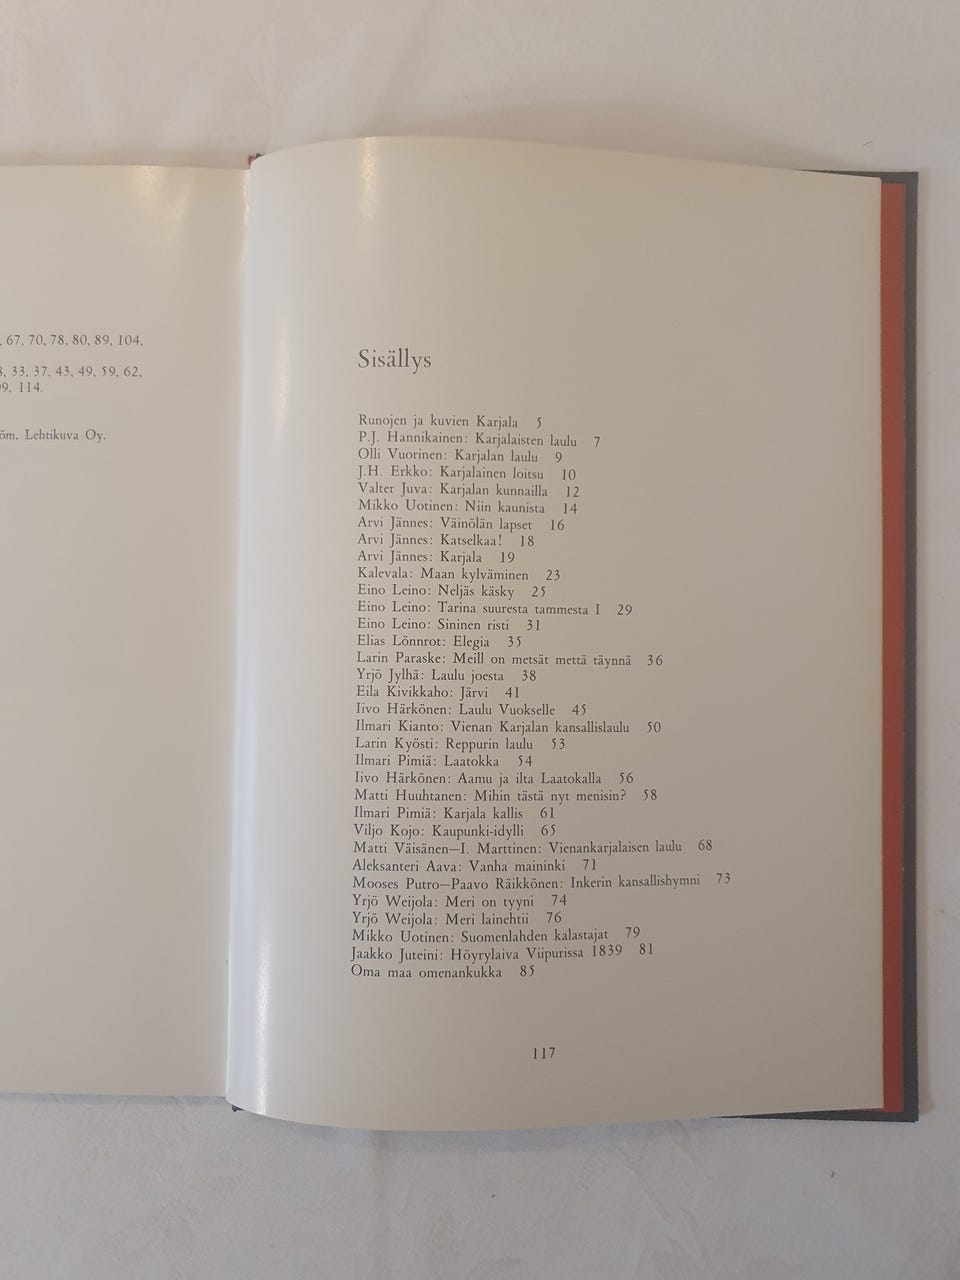 67, 70, 78, 80, 89, 104,
33, 37, 43, 49, 59, 62,
114.
Lehtikuva Oy.
Sisällys
Runojen ja kuvien Karjala 5
P.J. Hannikainen: Karjalaisten laulu 7
Olli Vuorinen: Karjalan laulu 9
J.H. Erkko: Karjalainen loitsu 10
Valter Juva: Karjalan kunnailla 12
Mikko Uotinen: Niin kaunista 14
Arvi Jännes: Väinölän lapset 16
Arvi Jännes: Katselkaa! 18
Arvi Jännes: Karjala 19
Kalevala: Maan kylväminen 23
Eino Leino: Neljäs käsky 25
Eino Leino: Tarina suuresta tammesta I 29
Eino Leino: Sininen risti 31
Elias Lönnrot: Elegia 35
Larin Paraske: Meill on metsät mettä täynnä 36
Yrjö Jylhä: Laulu joesta 38
Eila Kivikkaho: Järvi 41
Iivo Härkönen: Laulu Vuokselle 45
Ilmari Kianto: Vienan Karjalan kansallislaulu 50
Larin Kyösti: Reppurin laulu 53
Ilmari Pimiä: Laatokka 54
Iivo Härkönen: Aamu ja ilta Laatokalla 56
Matti Huuhtanen: Mihin tästä nyt menisin? 58
Ilmari Pimiä: Karjala kallis 61
Viljo Kojo: Kaupunki-idylli 65
Matti Väisänen—I. Marttinen: Vienankarjalaisen laulu 68
Aleksanteri Aava: Vanha maininki 71
Mooses Putro—Paavo Räikkönen: Inkerin kansallishymni 73
Yrjö Weijola: Meri on tyyni 74
Yrjö Weijola: Meri lainehtii 76
Mikko Uotinen: Suomenlahden kalastajat 79
Jaakko Juteini: Höyrylaiva Viipurissa 1839 81
Oma maa omenankukka 85
117